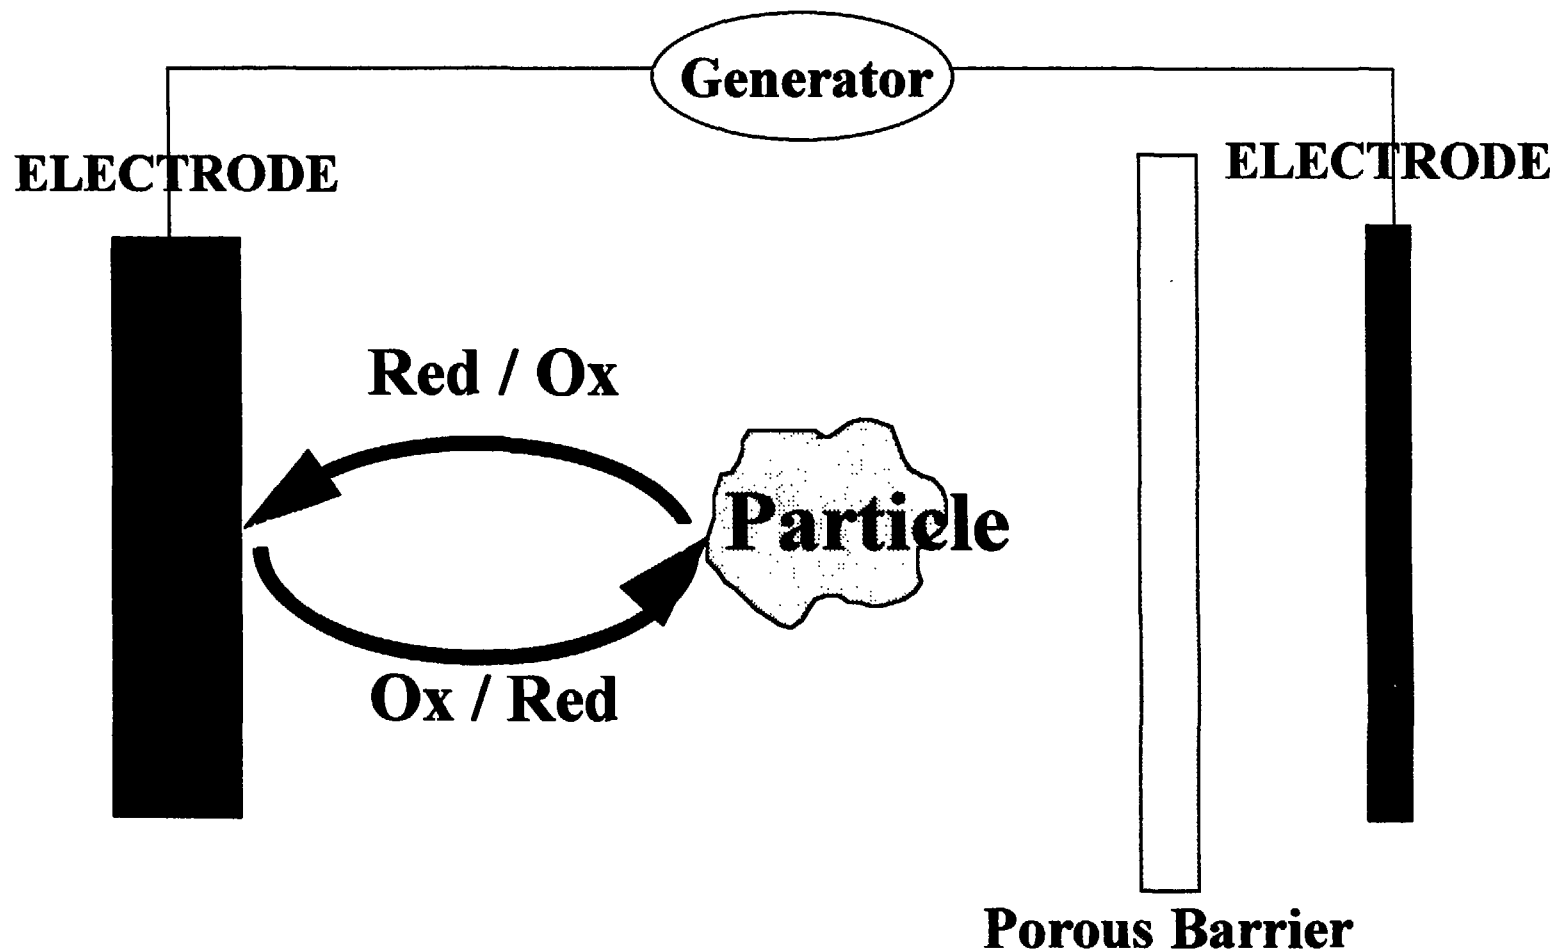 Generator
ELECTRODE
ELECTRODE
Red / Ox
Particle
Ox / Red
Porous Barrier